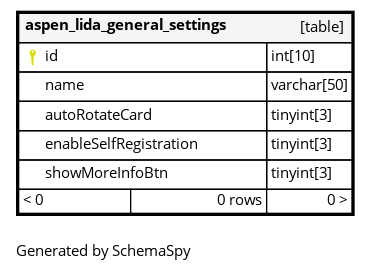 aspen_lida_general_settings [table]
id int[10]
name varchar[50]
autoRotateCard tinyint[3]
enableSelfRegistration tinyint[3]
showMoreInfoBtn tinyint[3]
< 0 0 rows 0 >
Generated by SchemaSpy